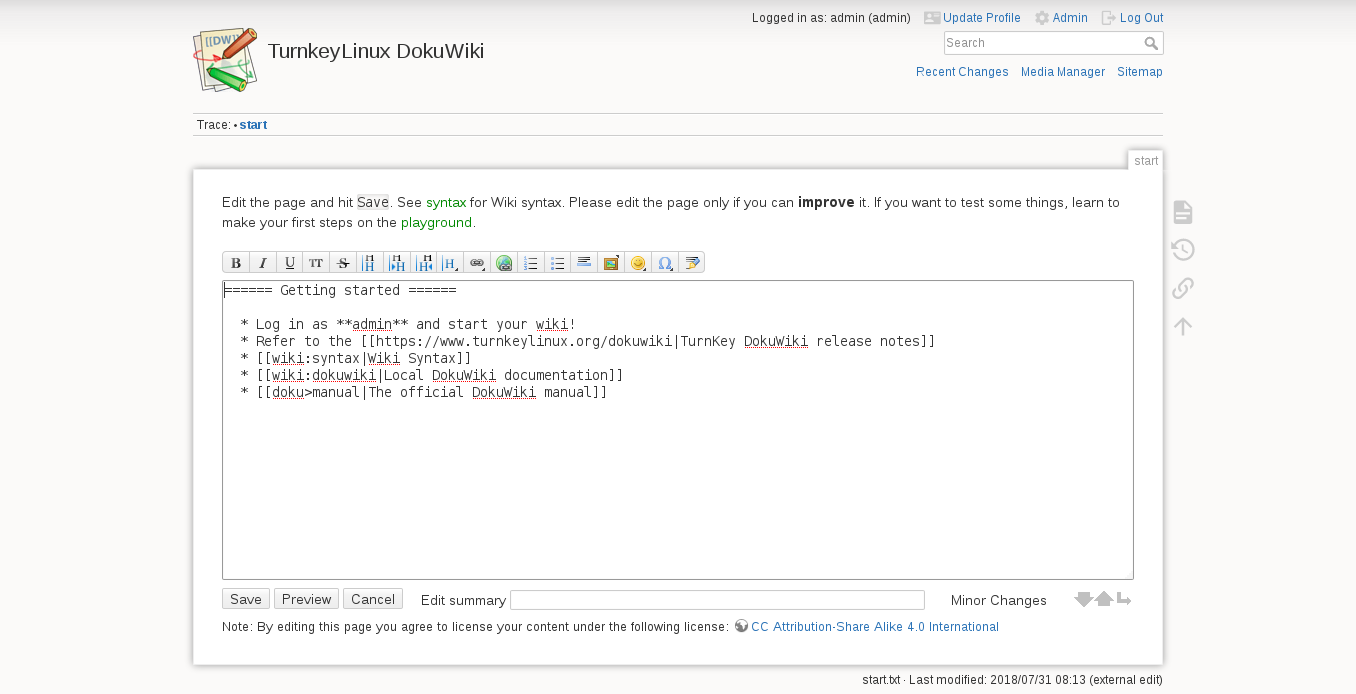 Logged in as: admin (admin) Update Profile Admin Log Out
[[DW]]
TurnkeyLinux DokuWiki
Search
Recent Changes Media Manager Sitemap
Trace: • start
start
Edit the page and hit Save. See syntax for Wiki syntax. Please edit the page only if you can improve it. If you want to test some things, learn to
make your first steps on the playground.
B I U TT S H H H H H H H Ω
====== Getting started ======
* Log in as **admin** and start your wiki!
* Refer to the [[https://www.turnkeylinux.org/dokuwiki|TurnKey DokuWiki release notes]]
* [[wiki:syntax|Wiki Syntax]]
* [[wiki:dokuwiki|Local DokuWiki documentation]]
* [[doku>manual|The official DokuWiki manual]]
Save Preview Cancel Edit summary Minor Changes
Note: By editing this page you agree to license your content under the following license: CC Attribution-Share Alike 4.0 International
start.txt · Last modified: 2018/07/31 08:13 (external edit)